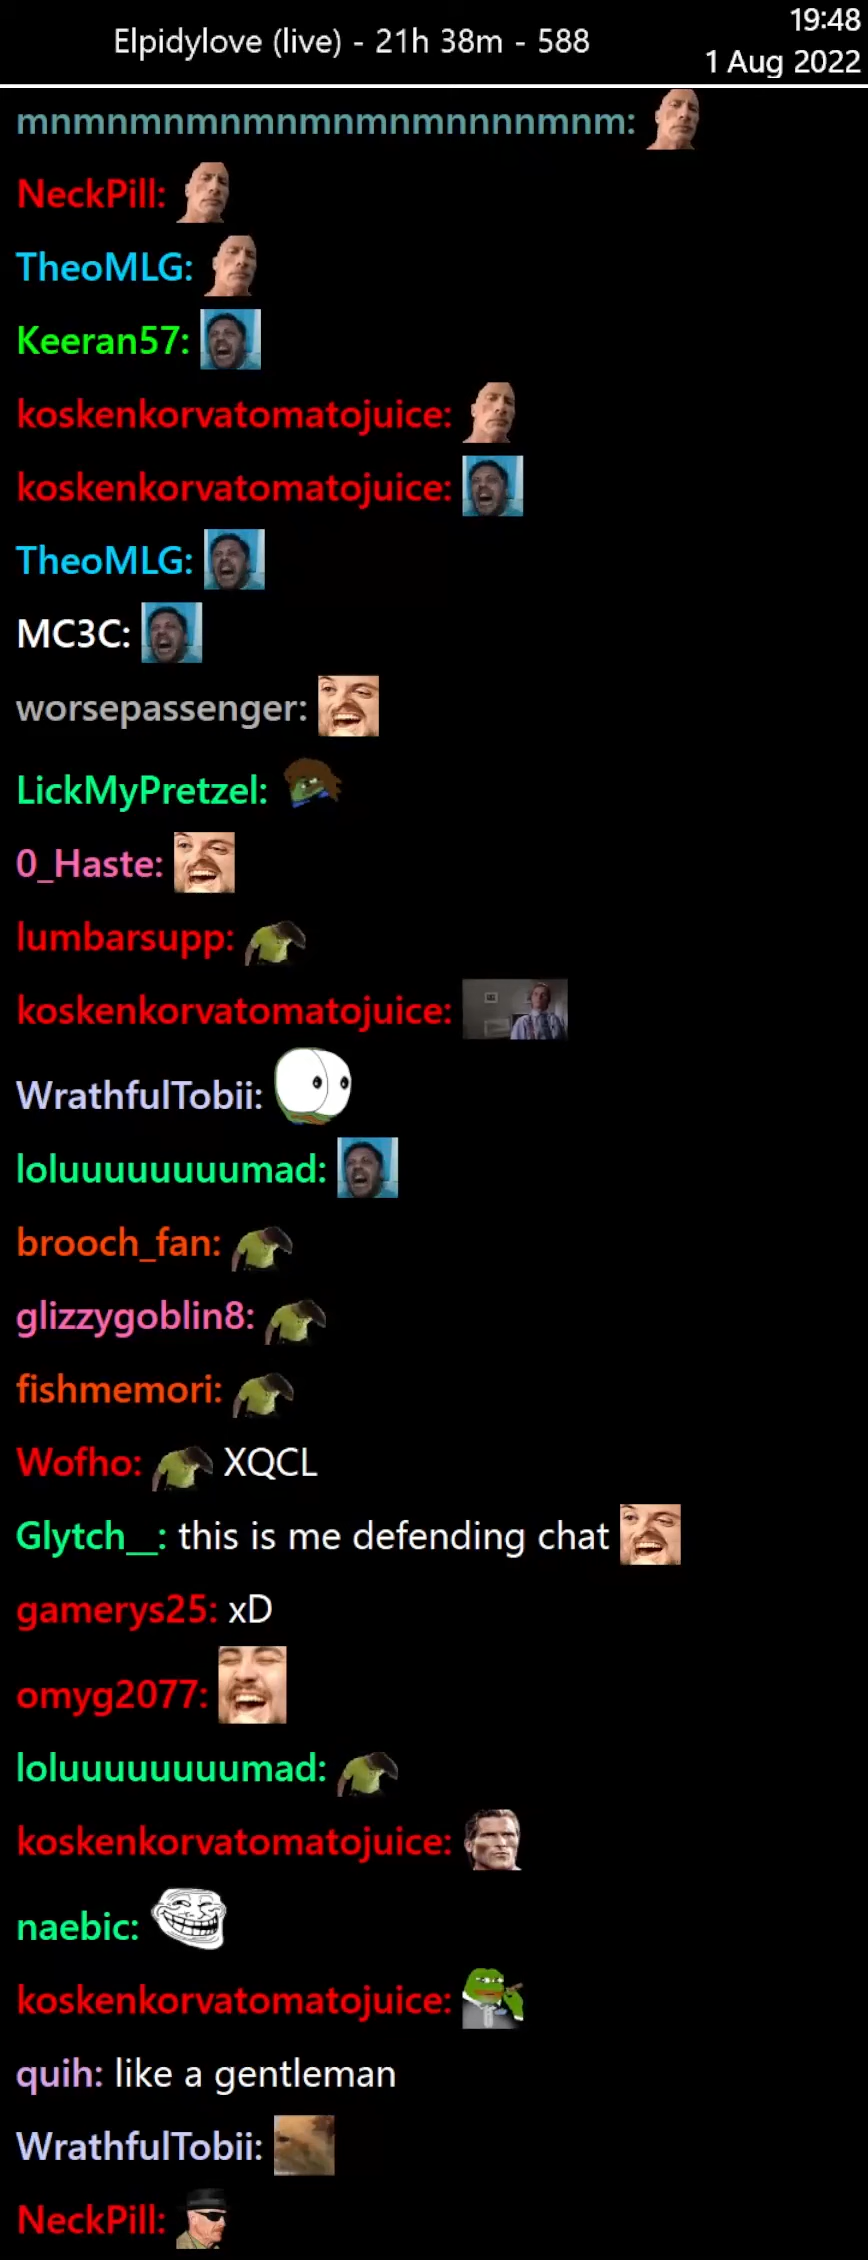 Elpidylove (live) - 21h 38m - 588
19:48
1 Aug 2022
mnmnmnmnmnmnmnmnmnnnnmnm:
NeckPill:
TheoMLG:
Keeran57:
koskenkorvatomatojuice:
koskenkorvatomatojuice:
TheoMLG:
MC3C:
worsepassenger:
LickMyPretzel:
0_Haste:
lumbarsupp:
koskenkorvatomatojuice:
WrathfulTobii:
loluuuuuuuumad:
brooch_fan:
glizzygoblin8:
fishmemori:
Wofho: XQCL
Glytch__: this is me defending chat
gamerys25: xD
omyg2077:
loluuuuuuuumad:
koskenkorvatomatojuice:
naebic:
koskenkorvatomatojuice:
quih: like a gentleman
WrathfulTobii:
NeckPill: